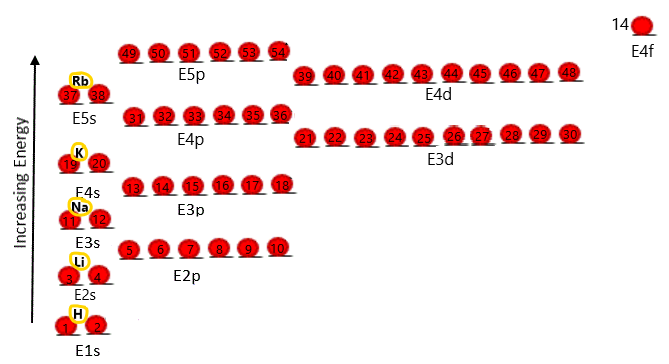 14
E4f
49 50 51 52 53 54
E5p
39 40 41 42 43 44 45 46 47 48
E4d
Rb
37 38
E5s
31 32 33 34 35 36
E4p
21 22 23 24 25 26 27 28 29 30
E3d
K
19 20
E4s
13 14 15 16 17 18
E3p
Na
11 12
E3s
5 6 7 8 9 10
E2p
Li
3 4
E2s
H
1 2
E1s
Increasing Energy